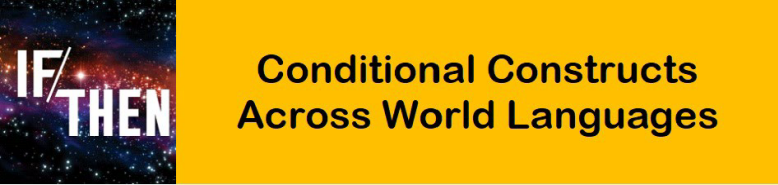 IF/
THEN
Conditional Constructs
Across World Languages